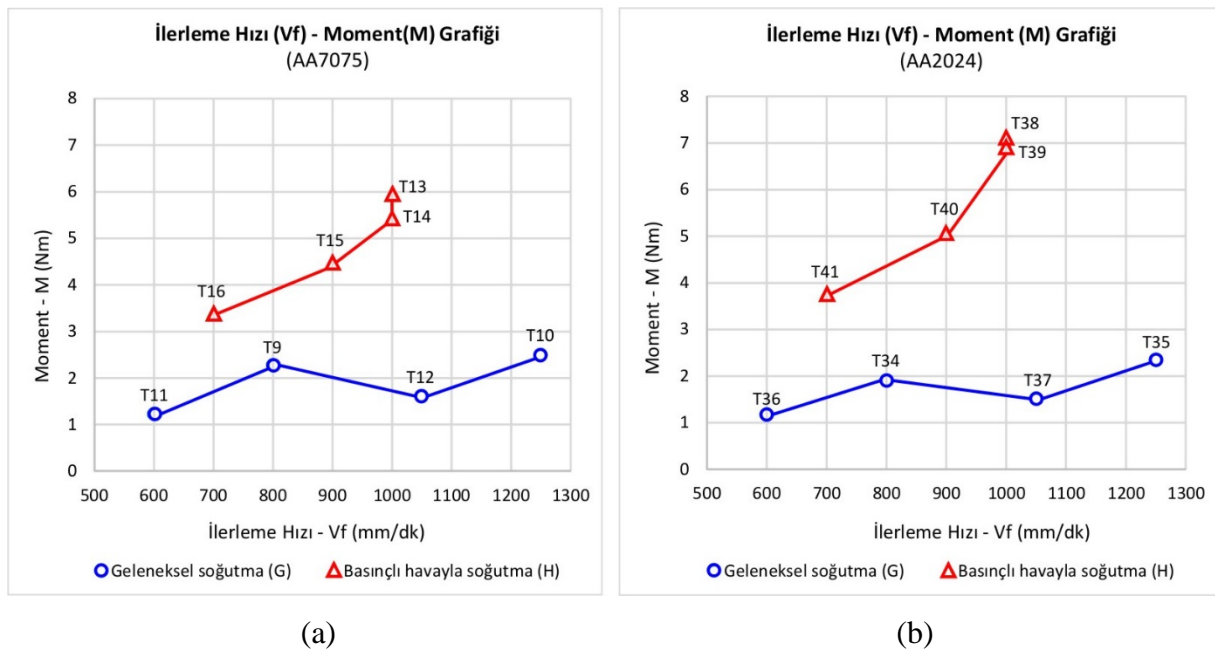 İlerleme Hızı (Vf) - Moment(M) Grafiği
(AA7075)
Moment - M (Nm)
8
7
6
5
4
3
2
1
0
T13
T14
T15
T16
T9
T10
T11
T12
500 600 700 800 900 1000 1100 1200 1300
İlerleme Hızı - Vf (mm/dk)
Geleneksel soğutma (G) Basınçlı havayla soğutma (H)
(a)
İlerleme Hızı (Vf) - Moment (M) Grafiği
(AA2024)
Moment - M (Nm)
8
7
6
5
4
3
2
1
0
T38
T39
T40
T41
T34
T35
T36
T37
500 600 700 800 900 1000 1100 1200 1300
İlerleme Hızı - Vf (mm/dk)
Geleneksel soğutma (G) Basınçlı havayla soğutma (H)
(b)